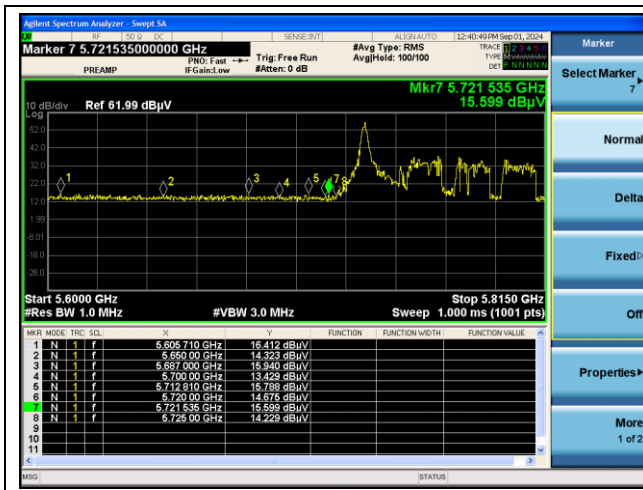 Agilent Spectrum Analyzer - Swept SA
RF 50 Ω DC SENSE:INT ALIGNAUTO 12:40:49 PM Sep 01, 2024
Marker 7 5.721535000000 GHz
PREAMP
PNO: Fast
IFGain:Low
Trig: Free Run
#Atten: 0 dB
#Avg Type: RMS
Avg|Hold: 100/100
TRACE 1 2 3 4 5 6
TYPE
DET P N N N N N
Mkr7 5.721 535 GHz
15.599 dBµV
10 dB/div Ref 61.99 dBµV
Log
52.0
42.0
32.0
22.0
12.0
1.99
-8.01
-18.0
-28.0
1 2 3 4 5 7 8
Start 5.6000 GHz Stop 5.8150 GHz
#Res BW 1.0 MHz #VBW 3.0 MHz Sweep 1.000 ms (1001 pts)
MKR MODE TRC SCL X Y FUNCTION FUNCTION WIDTH FUNCTION VALUE
1 N 1 f 5.605 710 GHz 16.412 dBµV
2 N 1 f 5.650 00 GHz 14.323 dBµV
3 N 1 f 5.687 000 GHz 15.940 dBµV
4 N 1 f 5.700 00 GHz 13.429 dBµV
5 N 1 f 5.712 810 GHz 15.788 dBµV
6 N 1 f 5.720 00 GHz 14.675 dBµV
7 N 1 f 5.721 535 GHz 15.599 dBµV
8 N 1 f 5.725 00 GHz 14.229 dBµV
9
10
11
MSG STATUS
Marker
Select Marker
7
Normal
Delta
Fixed
Off
Properties
More
1 of 2